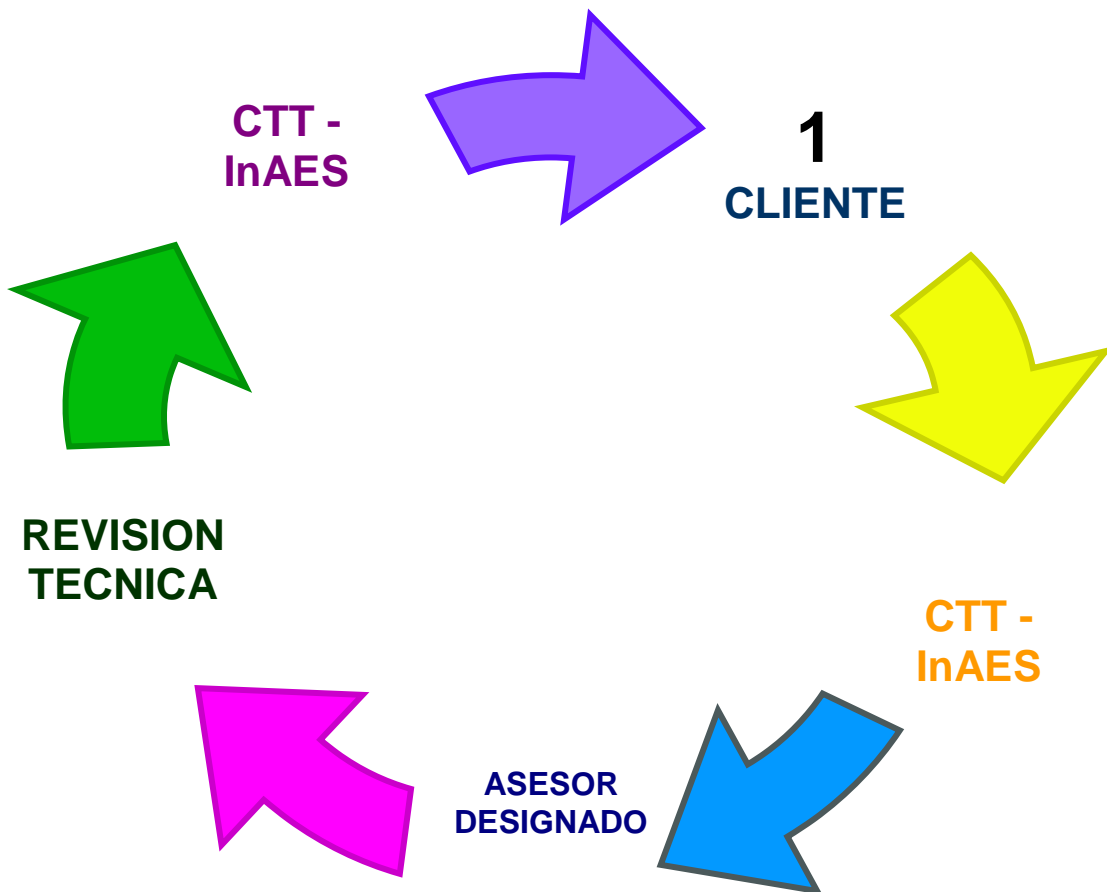 CTT -
InAES
1
CLIENTE
REVISION
TECNICA
CTT -
InAES
ASESOR
DESIGNADO